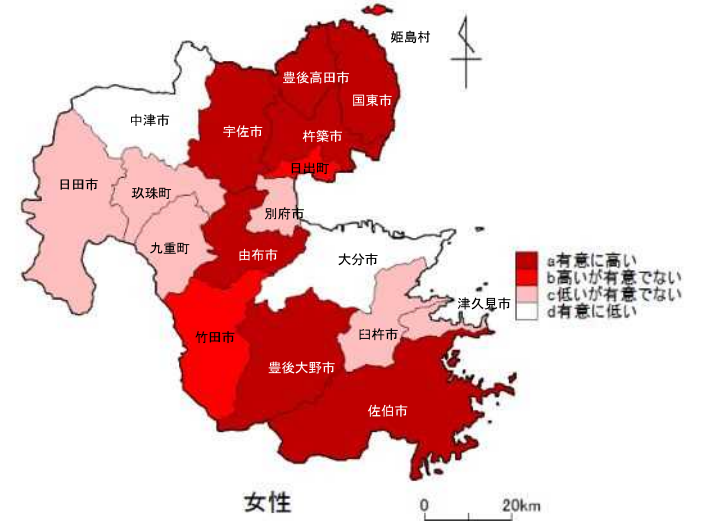 姫島村
豊後高田市
国東市
中津市
宇佐市
杵築市
日出町
日田市
玖珠町
別府市
九重町
由布市
大分市
a有意に高い
b高いが有意でない
c低いが有意でない
d有意に低い
津久見市
竹田市
臼杵市
豊後大野市
佐伯市
女性
0 20km